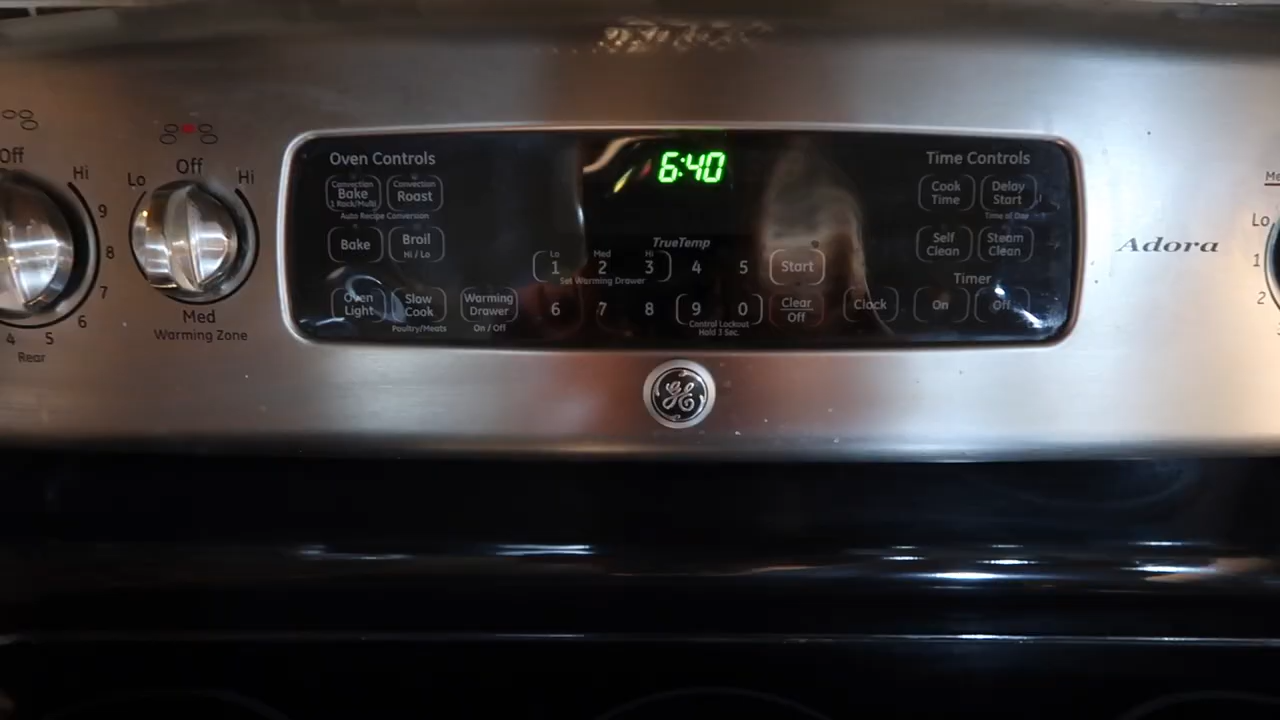 6:40
Oven Controls
Convection
Bake
1 Rack/Multi
Convection
Roast
Auto Recipe Conversion
Bake
Broil
Hi / Lo
Oven
Light
Slow
Cook
Poultry/Meats
Warming
Drawer
On / Off
TrueTemp
Lo Med Hi
1 2 3 4 5
Set Warming Drawer
6 7 8 9 0
Control Lockout
Hold 3 Sec.
Start
Clear
Off
Time Controls
Cook
Time
Delay
Start
Time of Day
Self
Clean
Steam
Clean
Timer
Clock
On
Off
Off
Hi
9
8
7
6
5
4
Rear
Off
Lo
Hi
Med
Warming Zone
GE
Adora
Lo
1
2